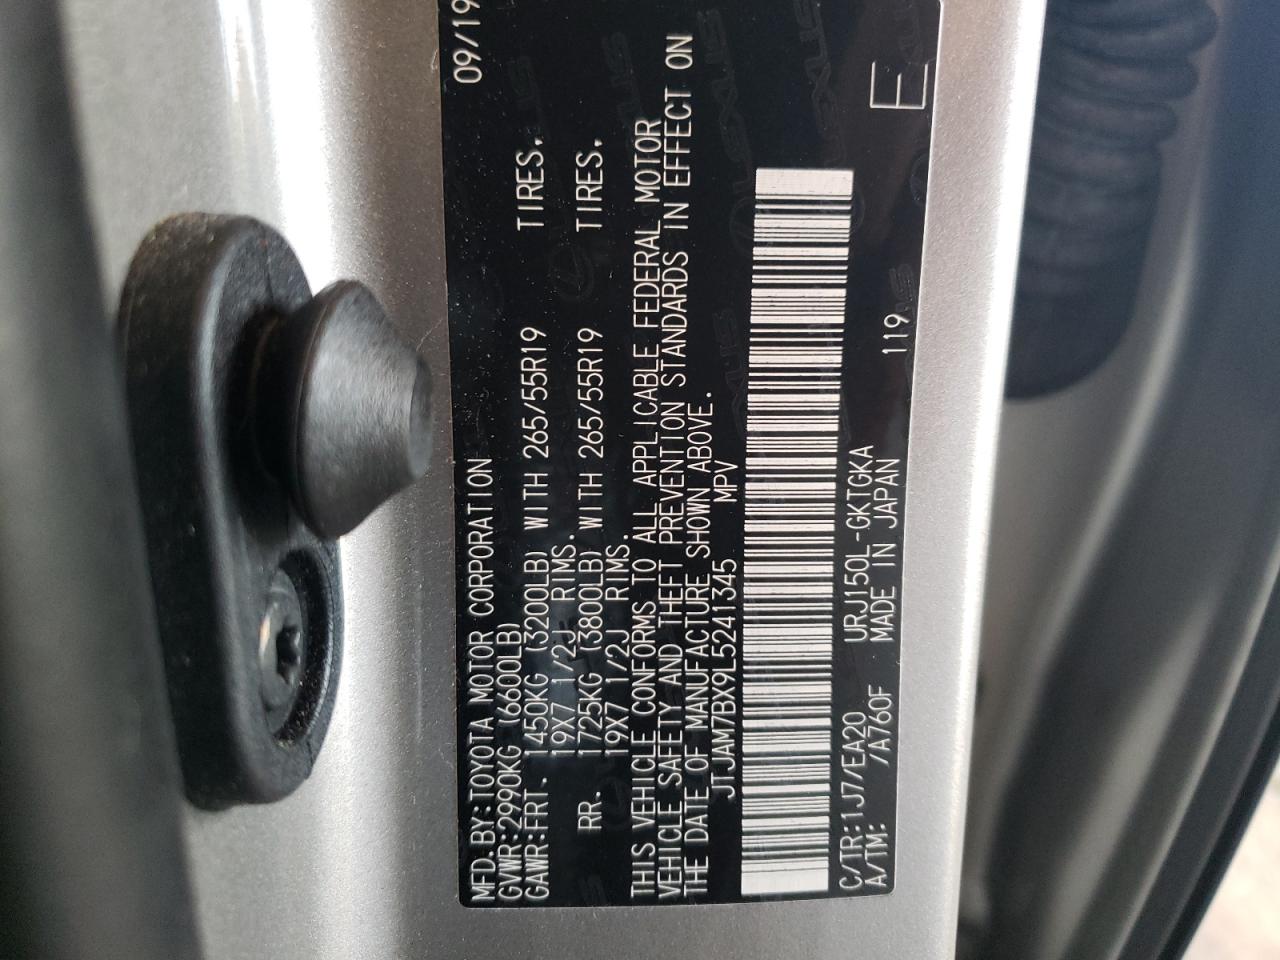 MFD.BY:TOYOTA MOTOR CORPORATION 09/19
GVWR:2990KG (6600LB)
GAWR:FRT. 1450KG (3200LB) WITH 265/55R19 TIRES,
19X7 1/2J RIMS.
RR. 1725KG (3800LB) WITH 265/55R19 TIRES,
19X7 1/2J RIMS.
THIS VEHICLE CONFORMS TO ALL APPLICABLE FEDERAL MOTOR
VEHICLE SAFETY AND THEFT PREVENTION STANDARDS IN EFFECT ON
THE DATE OF MANUFACTURE SHOWN ABOVE.
JTJAM7BX9L5241345 MPV
C/TR:1J7/EA20 URJ150L-GKTGKA
A/TM: /A760F MADE IN JAPAN 119 E